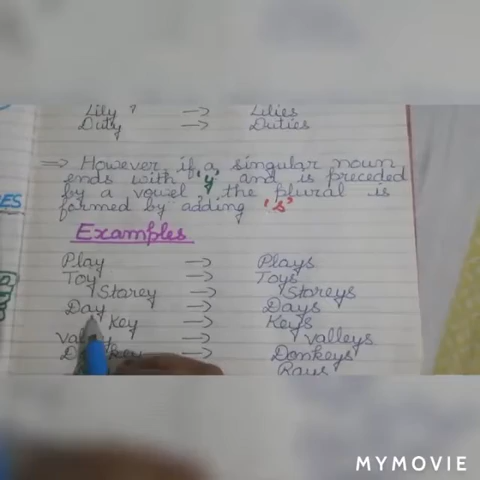 Lily → Lilies
Duty → Duties
⇒ However if, a, singular noun
ends with 'y' and is preceded
by a vowel, the plural is
formed by adding 's'
Examples
Play → Plays
Toy → Toys
Storey → Storeys
Day → Days
Key → Keys
→ Valleys
→ Donkeys
Rays
MYMOVIE